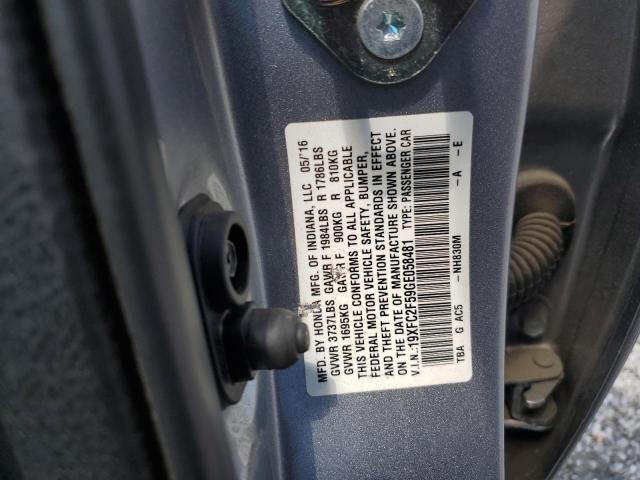 MFD. BY HONDA MFG. OF INDIANA, LLC 05/'16
GVWR 3737LBS GAWR F 1984LBS R 1786LBS
GVWR 1695KG GAWR F 900KG R 810KG
THIS VEHICLE CONFORMS TO ALL APPLICABLE
FEDERAL MOTOR VEHICLE SAFETY, BUMPER,
AND THEFT PREVENTION STANDARDS IN EFFECT
ON THE DATE OF MANUFACTURE SHOWN ABOVE.
V.I.N.: 19XFC2F59GE058481 TYPE: PASSENGER CAR
TBA G AC5 - NH830M - A - E